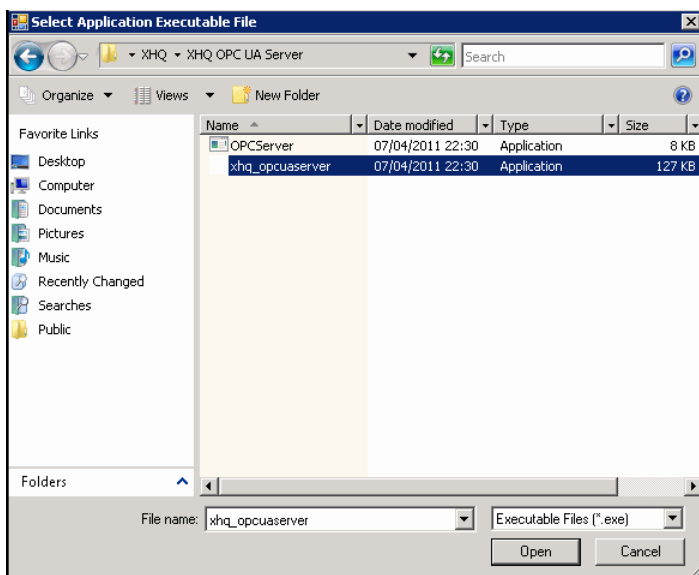 Select Application Executable File
XHQ XHQ OPC UA Server Search
Organize Views New Folder
Favorite Links
Desktop
Computer
Documents
Pictures
Music
Recently Changed
Searches
Public
Folders
Name Date modified Type Size
OPCServer 07/04/2011 22:30 Application 8 KB
xhq_opcuaserver 07/04/2011 22:30 Application 127 KB
File name: xhq_opcuaserver Executable Files (*.exe)
Open Cancel